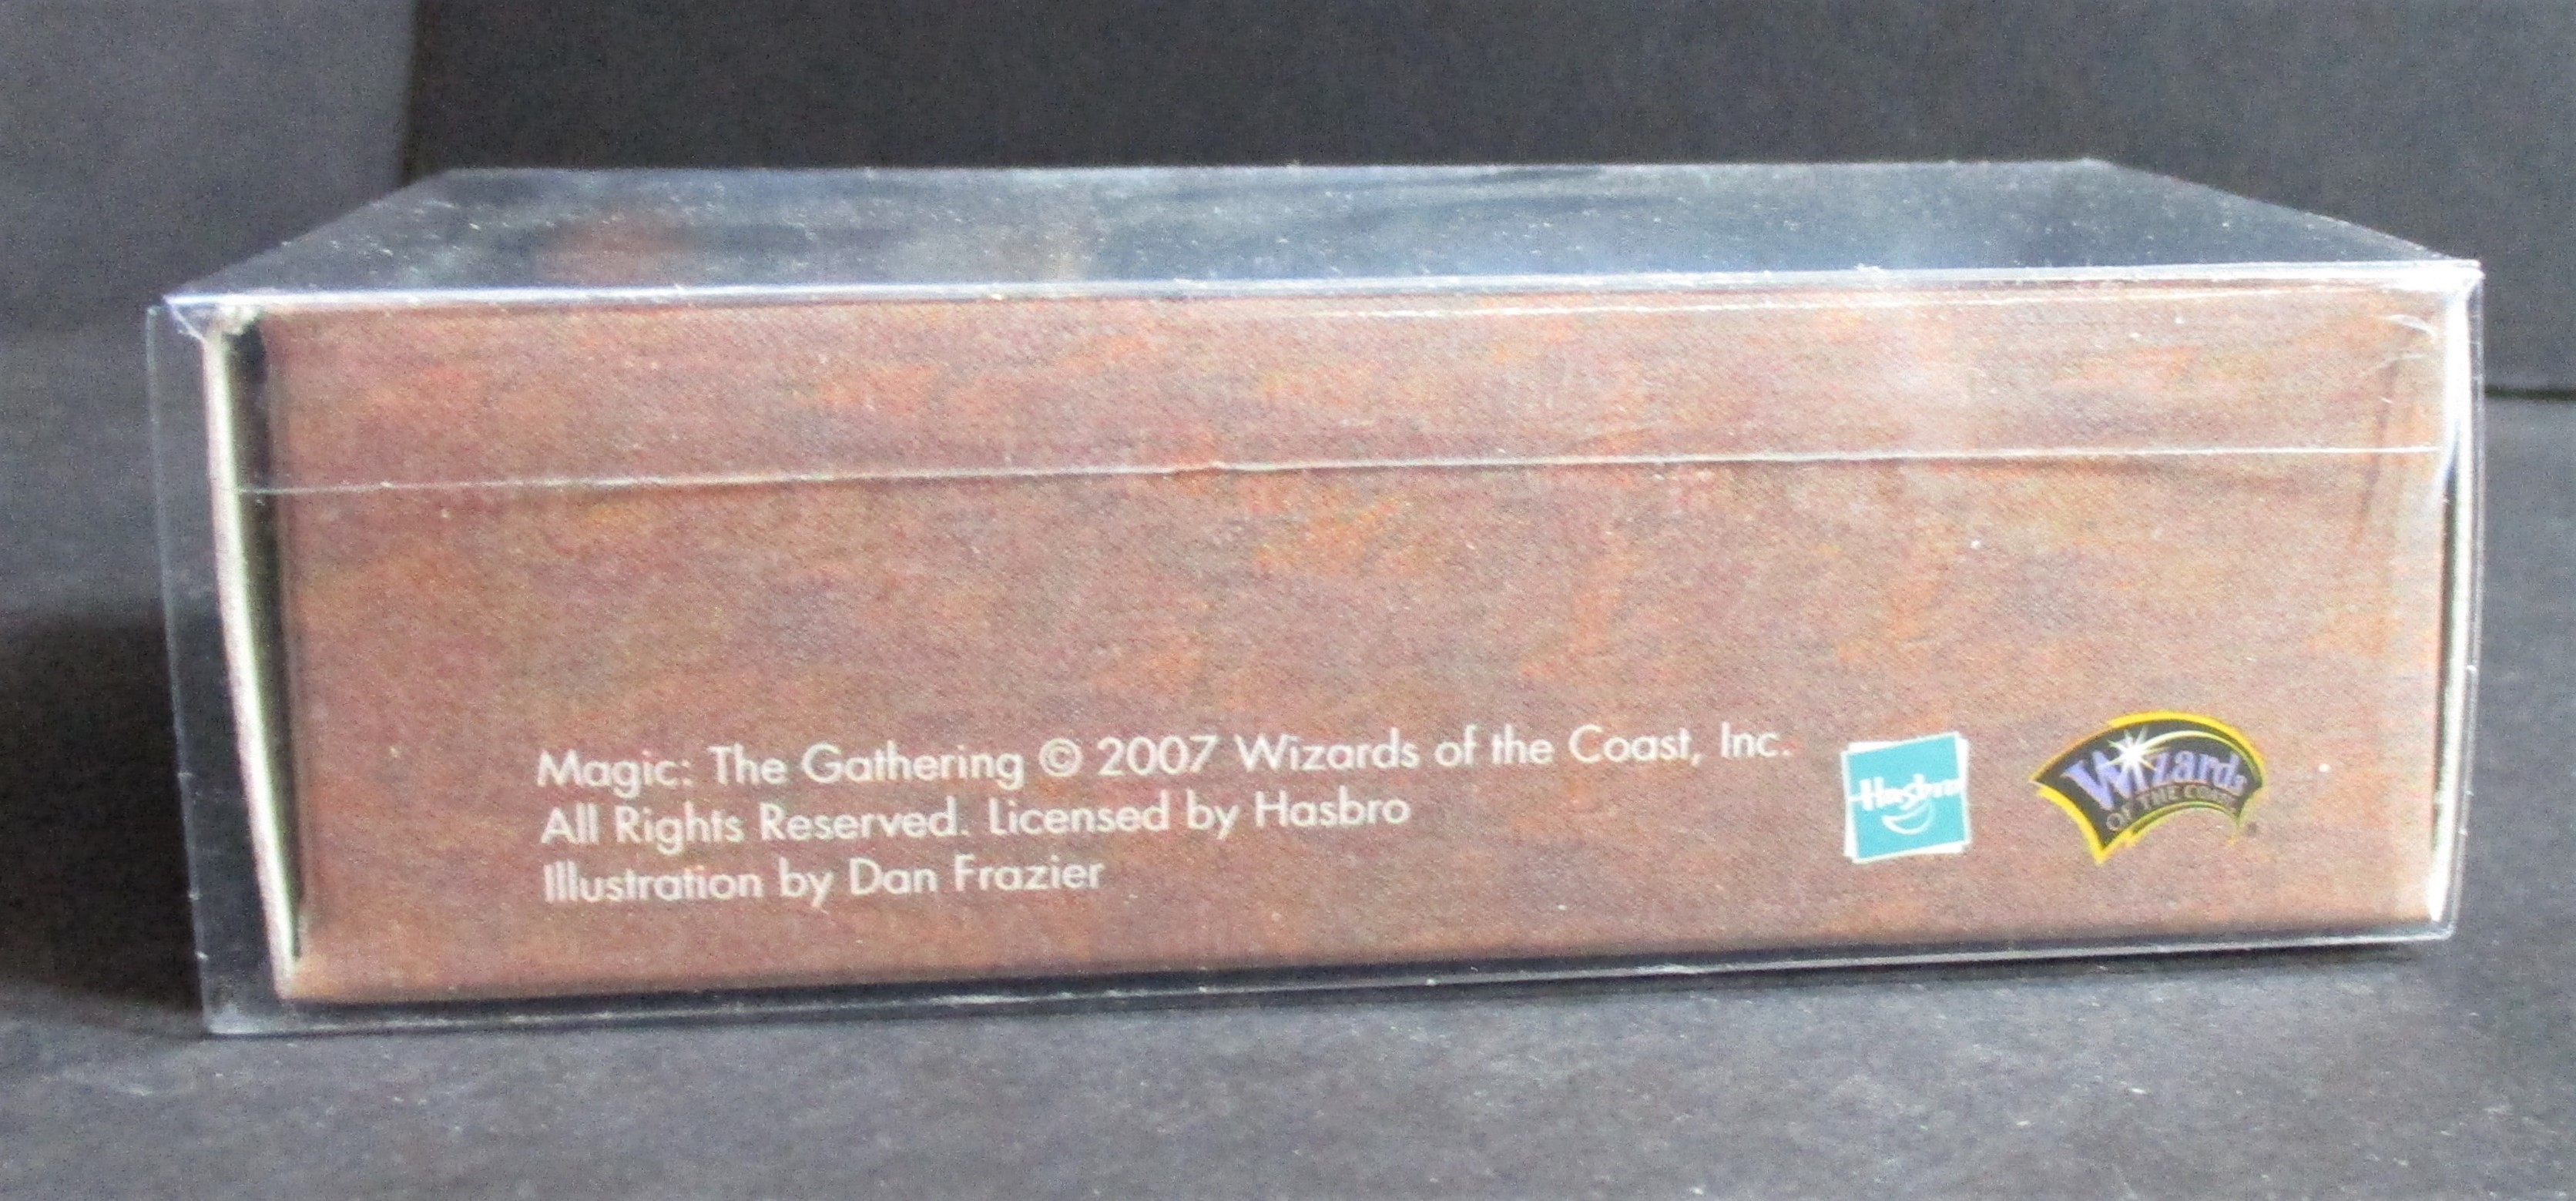 Magic: The Gathering © 2007 Wizards of the Coast, Inc.
All Rights Reserved. Licensed by Hasbro
Illustration by Dan Frazier
Hasbro
Wizards
OF THE COAST
®